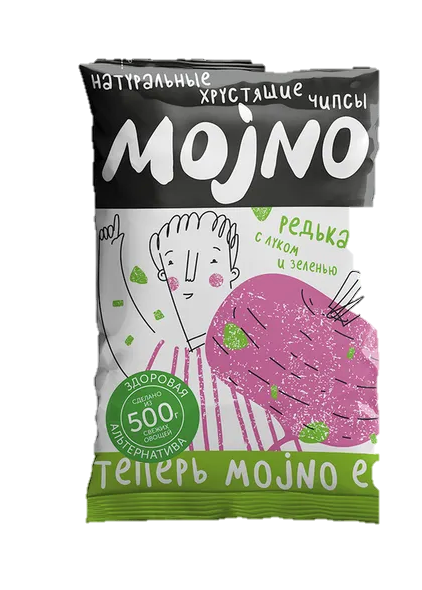 натуральные хрустящие чипсы
MOJNO
редька
с луком
и зеленью
ЗДОРОВАЯ
СДЕЛАНО
ИЗ
500г
СВЕЖИХ
ОВОЩЕЙ
АЛЬТЕРНАТИВА
теперь MOJNO